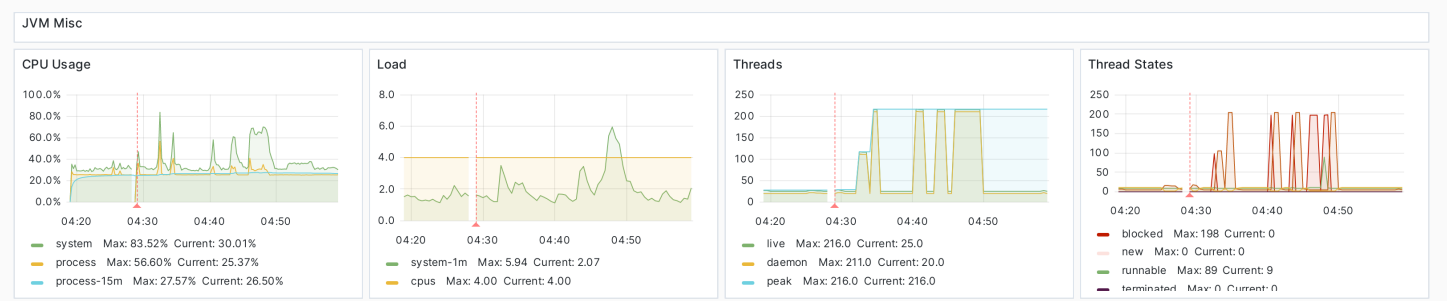 JVM Misc
CPU Usage
100.0%
80.0%
60.0%
40.0%
20.0%
0.0%
04:20 04:30 04:40 04:50
system Max: 83.52% Current: 30.01%
process Max: 56.60% Current: 25.37%
process-15m Max: 27.57% Current: 26.50%
Load
8.0
6.0
4.0
2.0
0.0
04:20 04:30 04:40 04:50
system-1m Max: 5.94 Current: 2.07
cpus Max: 4.00 Current: 4.00
Threads
250
200
150
100
50
0
04:20 04:30 04:40 04:50
live Max: 216.0 Current: 25.0
daemon Max: 211.0 Current: 20.0
peak Max: 216.0 Current: 216.0
Thread States
250
200
150
100
50
0
04:20 04:30 04:40 04:50
blocked Max: 198 Current: 0
new Max: 0 Current: 0
runnable Max: 89 Current: 9
terminated Max: 0 Current: 0